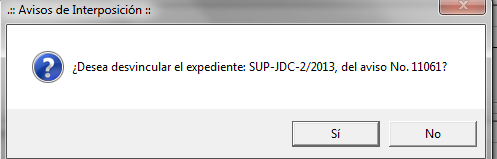 .:: Avisos de Interposición ::
¿Desea desvincular el expediente: SUP-JDC-2/2013, del aviso No. 11061?
Sí
No